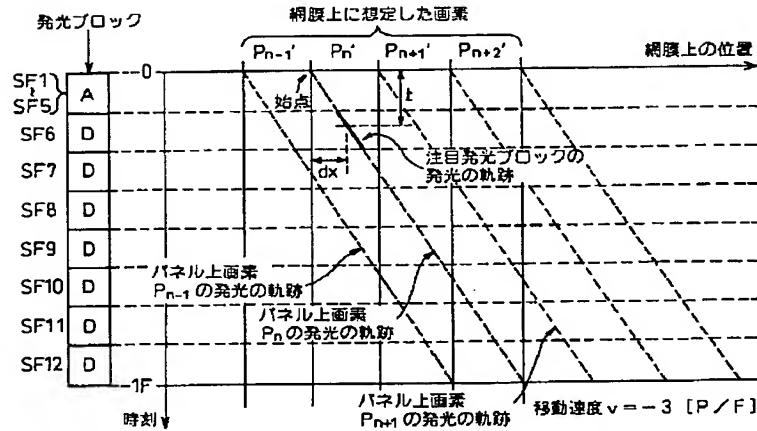 網膜上に想定した画素
発光ブロック
Pn-1' Pn' Pn+1' Pn+2'
網膜上の位置
0
SF1
~
SF5
A
始点
t
SF6 D
注目発光ブロックの
発光の軌跡
dx
SF7 D
SF8 D
SF9 D
パネル上画素
Pn-1 の発光の軌跡
SF10 D
パネル上画素
Pn の発光の軌跡
SF11 D
SF12 D
1F
パネル上画素
Pn+1 の発光の軌跡
移動速度 v=-3 [P/F]
時刻